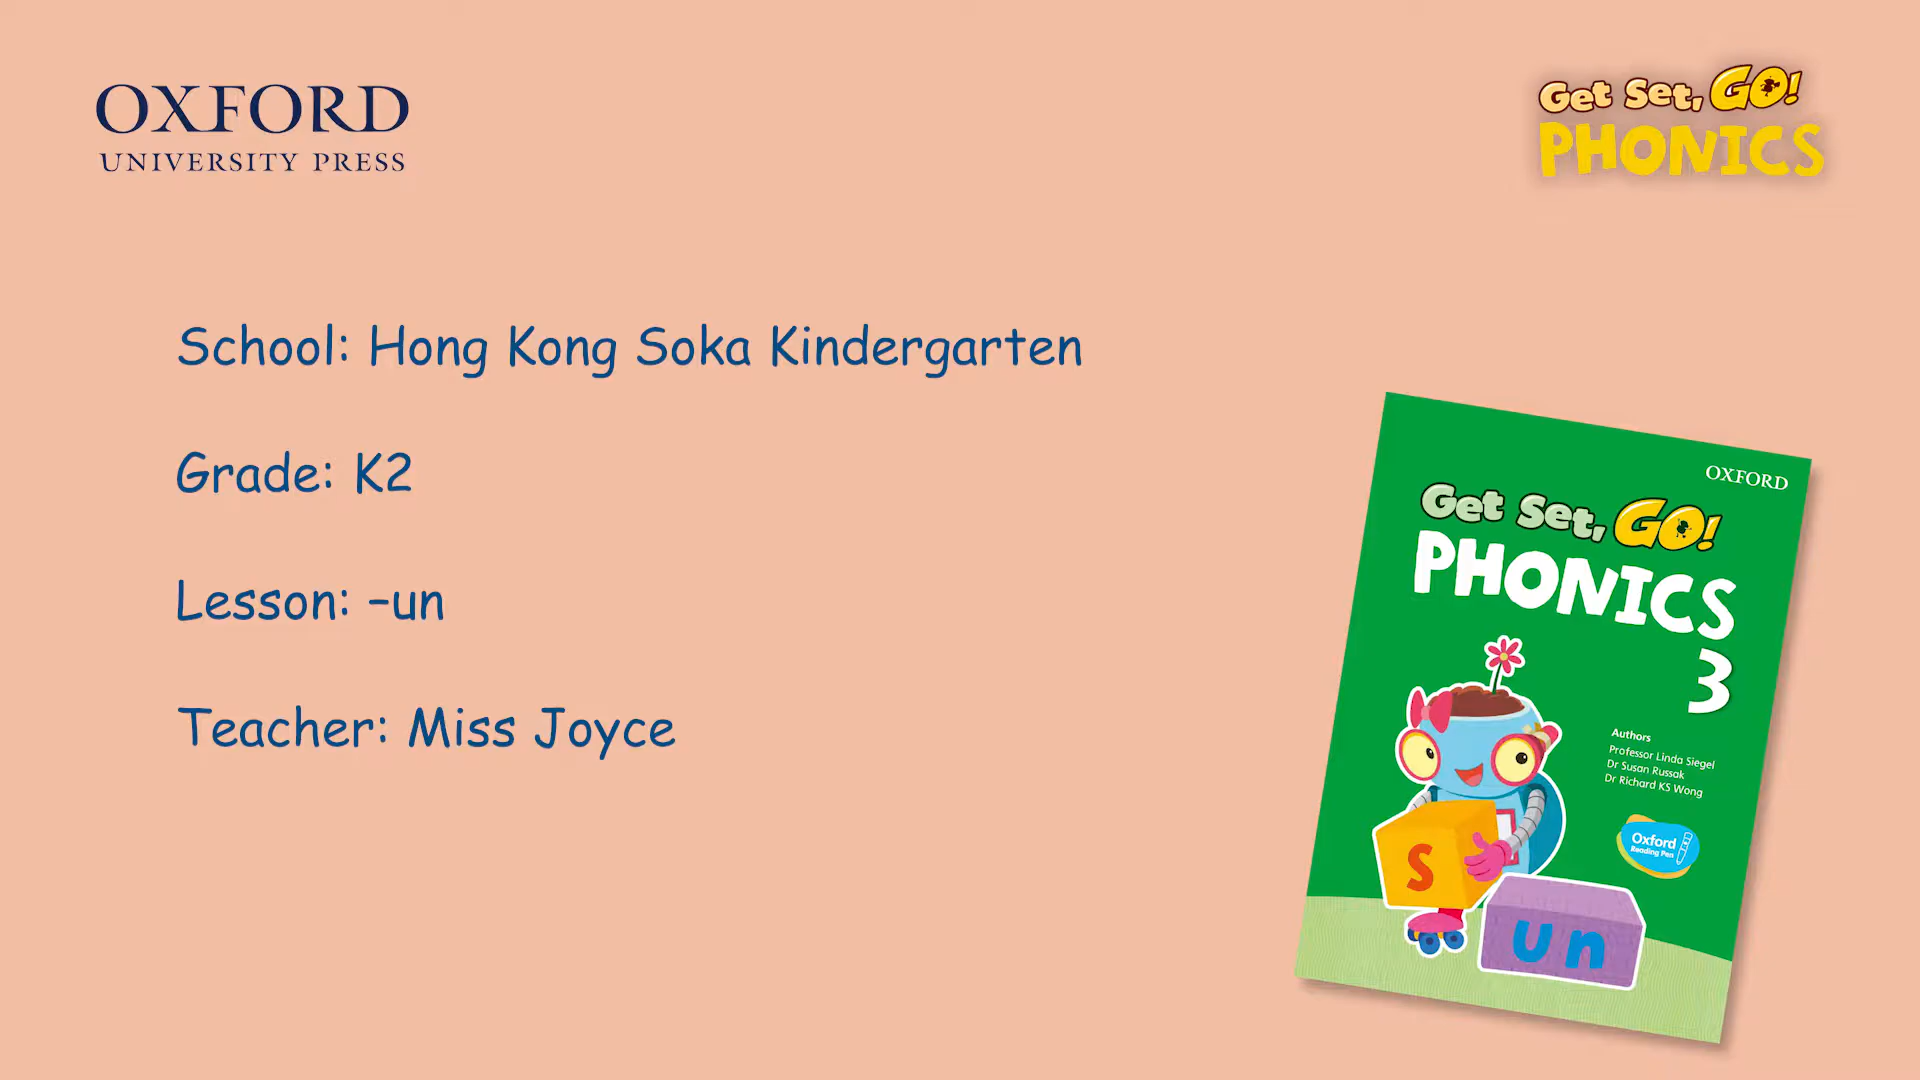 OXFORD
UNIVERSITY PRESS
Get Set, GO!
PHONICS
School: Hong Kong Soka Kindergarten
Grade: K2
Lesson: –un
Teacher: Miss Joyce
OXFORD
Get Set, GO!
PHONICS
3
Authors
Professor Linda Siegel
Dr Susan Russak
Dr Richard KS Wong
Oxford
Reading Pen
s
un